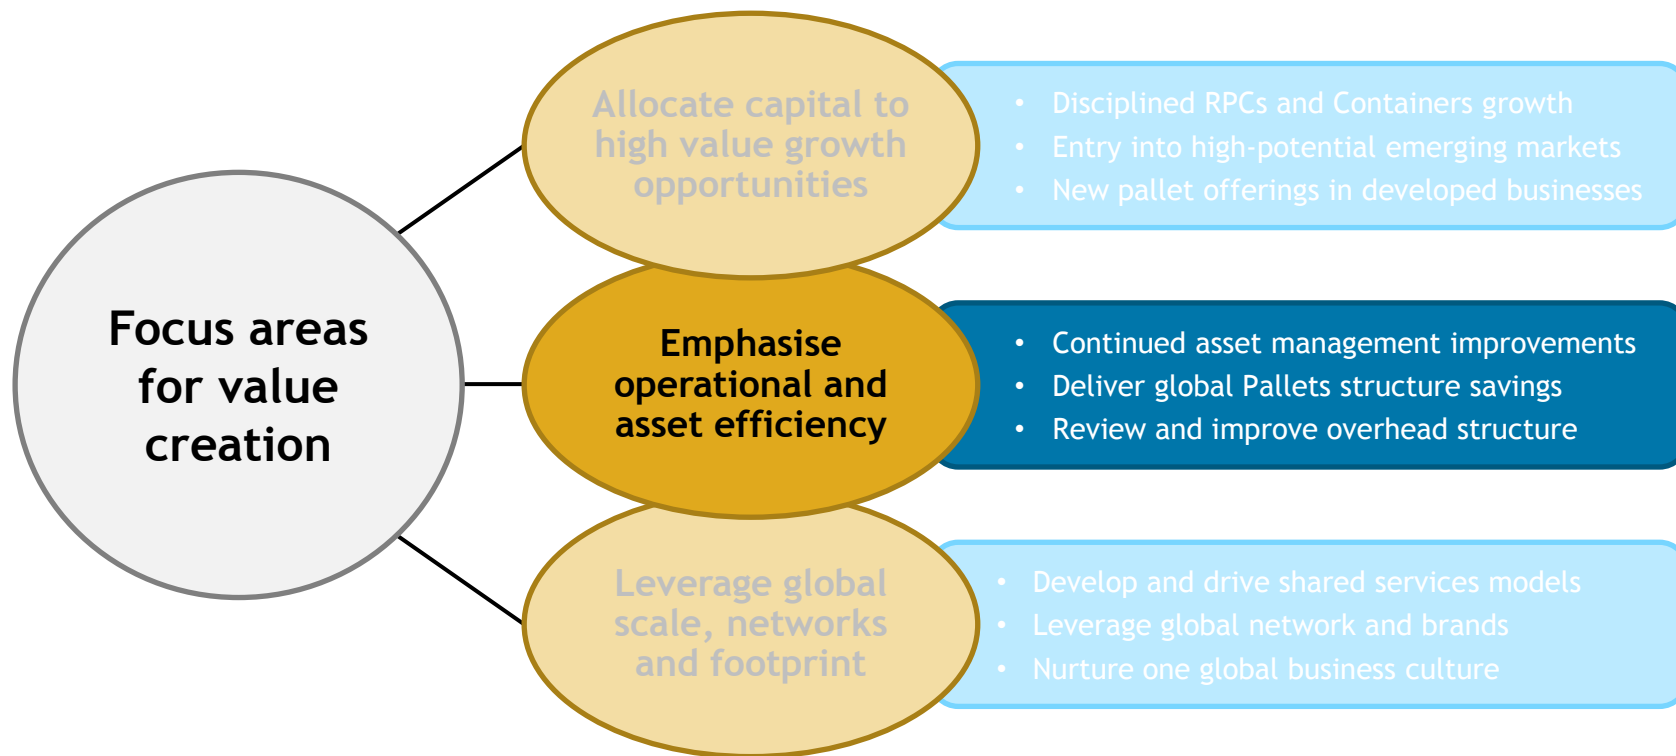 Focus areas
for value
creation
Allocate capital to
high value growth
opportunities
• Disciplined RPCs and Containers growth
• Entry into high-potential emerging markets
• New pallet offerings in developed businesses
Emphasise
operational and
asset efficiency
• Continued asset management improvements
• Deliver global Pallets structure savings
• Review and improve overhead structure
Leverage global
scale, networks
and footprint
• Develop and drive shared services models
• Leverage global network and brands
• Nurture one global business culture